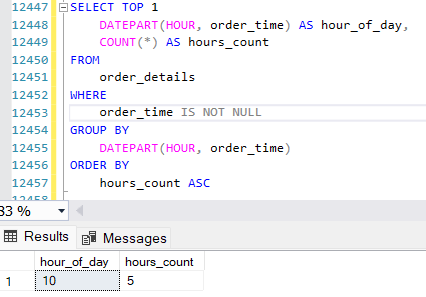 12447 SELECT TOP 1
12448 DATEPART(HOUR, order_time) AS hour_of_day,
12449 COUNT(*) AS hours_count
12450 FROM
12451 order_details
12452 WHERE
12453 order_time IS NOT NULL
12454 GROUP BY
12455 DATEPART(HOUR, order_time)
12456 ORDER BY
12457 hours_count ASC
12458
33 %
Results Messages
hour_of_day hours_count
1 10 5